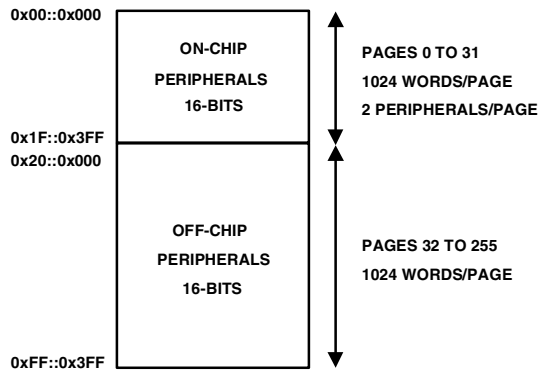 0x00::0x000
ON-CHIP
PERIPHERALS
16-BITS
PAGES 0 TO 31
1024 WORDS/PAGE
2 PERIPHERALS/PAGE
0x1F::0x3FF
0x20::0x000
OFF-CHIP
PERIPHERALS
16-BITS
PAGES 32 TO 255
1024 WORDS/PAGE
0xFF::0x3FF